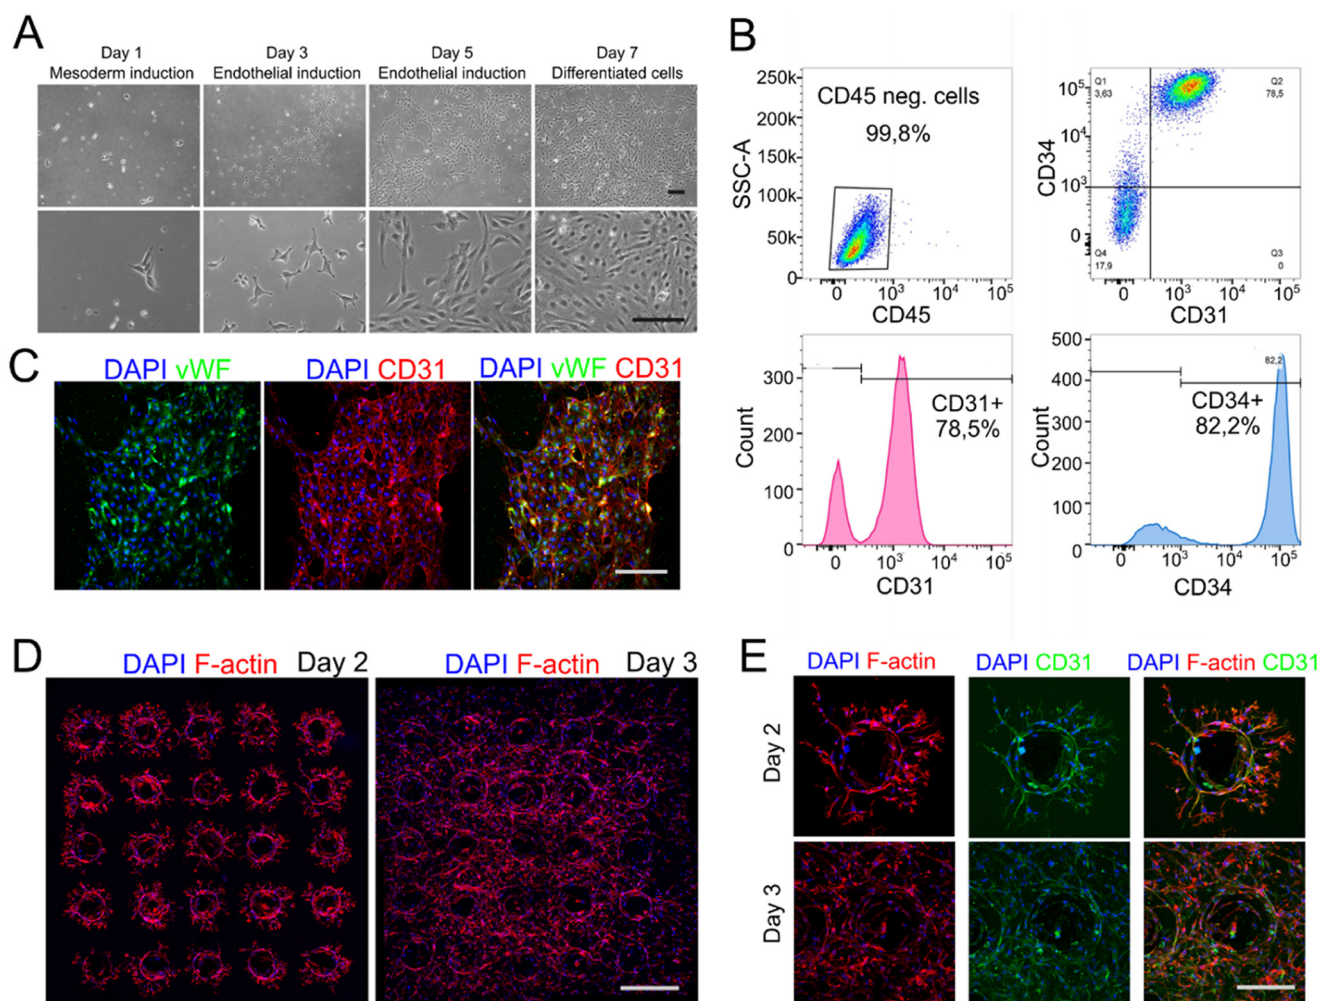 A
Day 1
Mesoderm induction
Day 3
Endothelial induction
Day 5
Endothelial induction
Day 7
Differentiated cells
B
250k
200k
150k
100k
50k
0
SSC-A
CD45 neg. cells
99,8%
0 10³ 10⁴ 10⁵
CD45
10⁵
10⁴
10³
0
CD34
Q1
3,63
Q2
78,5
Q4
17,9
Q3
0
0 10³ 10⁴ 10⁵
CD31
300
200
100
0
Count
CD31+
78,5%
0 10³ 10⁴ 10⁵
CD31
500
400
300
200
100
0
Count
82,2
CD34+
82,2%
0 10³ 10⁴ 10⁵
CD34
C
DAPI vWF
DAPI CD31
DAPI vWF CD31
D
DAPI F-actin Day 2
DAPI F-actin Day 3
E
DAPI F-actin
DAPI CD31
DAPI F-actin CD31
Day 2
Day 3